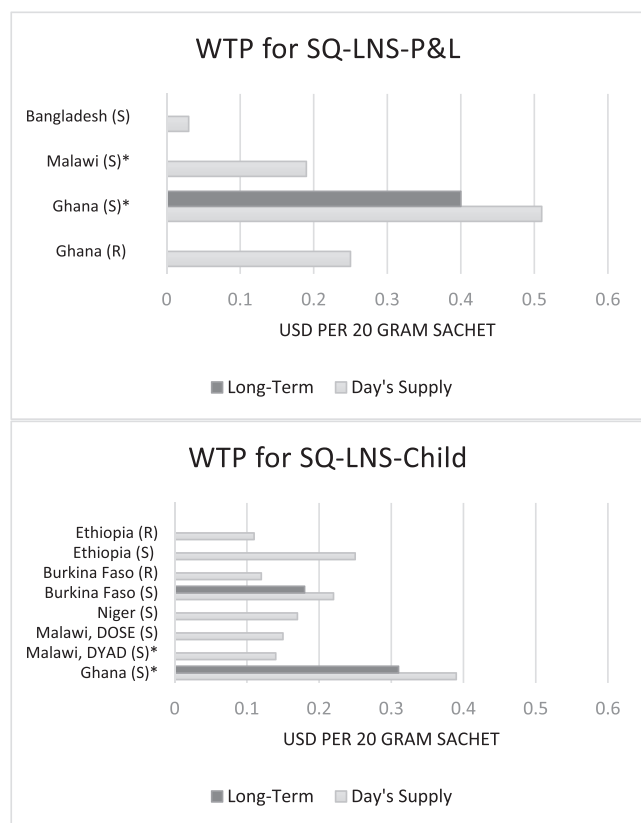 WTP for SQ-LNS-P&L
Bangladesh (S)
Malawi (S)*
Ghana (S)*
Ghana (R)
0 0.1 0.2 0.3 0.4 0.5 0.6
USD PER 20 GRAM SACHET
Long-Term Day's Supply
WTP for SQ-LNS-Child
Ethiopia (R)
Ethiopia (S)
Burkina Faso (R)
Burkina Faso (S)
Niger (S)
Malawi, DOSE (S)
Malawi, DYAD (S)*
Ghana (S)*
0 0.1 0.2 0.3 0.4 0.5 0.6
USD PER 20 GRAM SACHET
Long-Term Day's Supply